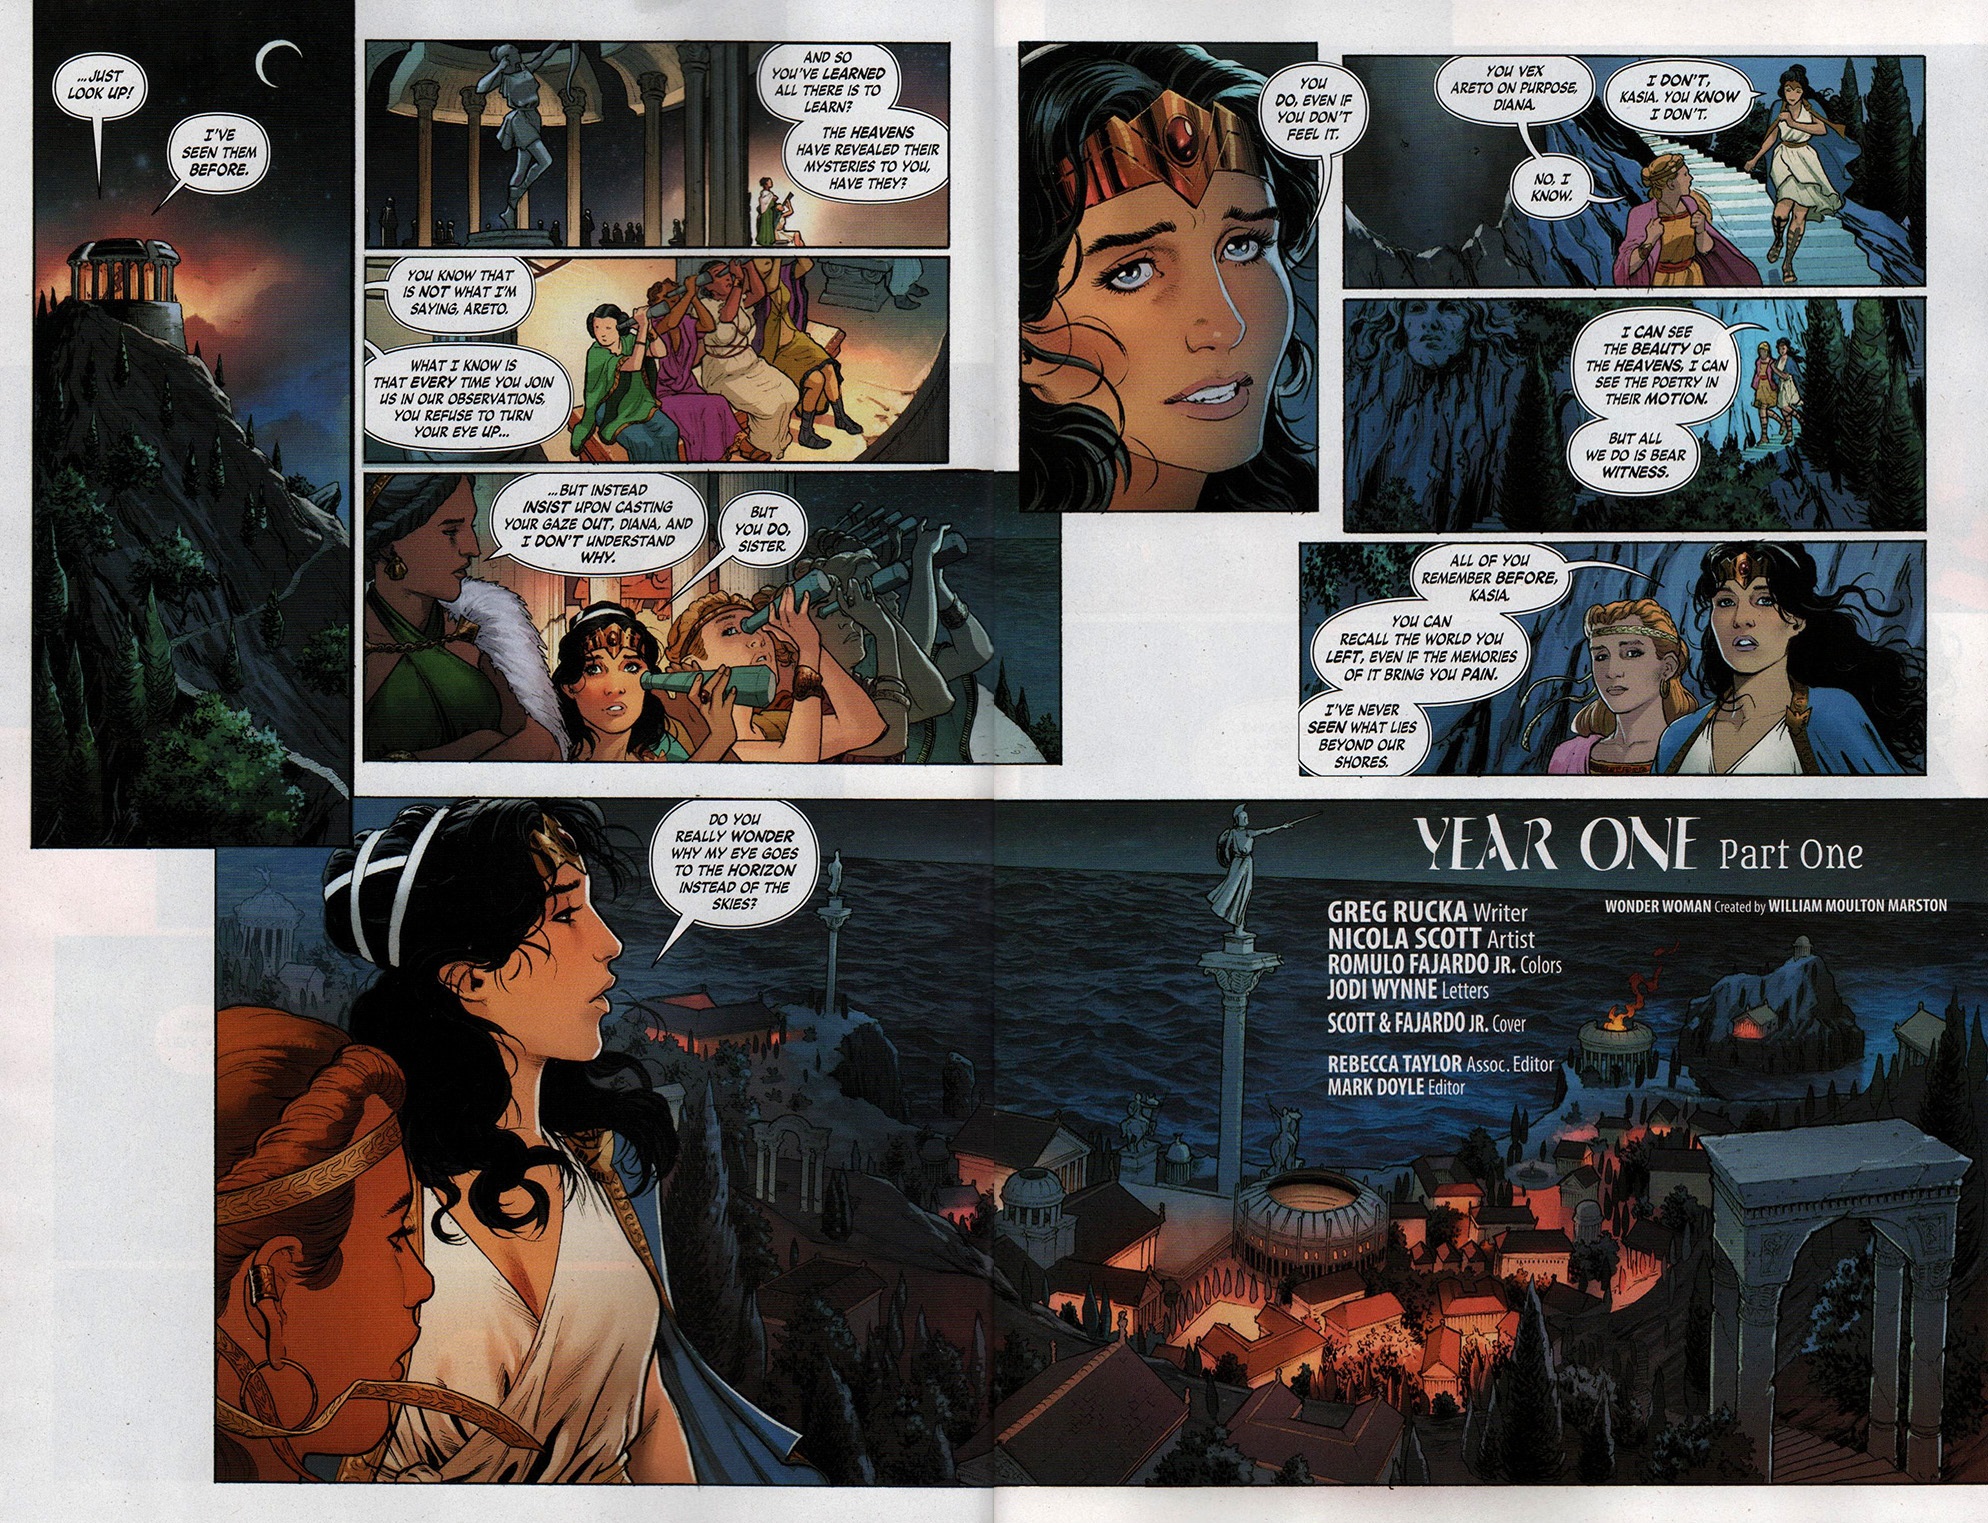 ...JUST
LOOK UP!
I'VE
SEEN THEM
BEFORE.
AND SO
YOU'VE LEARNED
ALL THERE IS TO
LEARN?
THE HEAVENS
HAVE REVEALED THEIR
MYSTERIES TO YOU,
HAVE THEY?
YOU KNOW THAT
IS NOT WHAT I'M
SAYING, ARETO.
WHAT I KNOW IS
THAT EVERY TIME YOU JOIN
US IN OUR OBSERVATIONS,
YOU REFUSE TO TURN
YOUR EYE UP...
...BUT INSTEAD
INSIST UPON CASTING
YOUR GAZE OUT, DIANA, AND
I DON'T UNDERSTAND
WHY.
BUT
YOU DO,
SISTER.
YOU
DO, EVEN IF
YOU DON'T
FEEL IT.
YOU VEX
ARETO ON PURPOSE,
DIANA.
I DON'T,
KASIA. YOU KNOW
I DON'T.
NO, I
KNOW.
I CAN SEE
THE BEAUTY OF
THE HEAVENS, I CAN
SEE THE POETRY IN
THEIR MOTION.
BUT ALL
WE DO IS BEAR
WITNESS.
ALL OF YOU
REMEMBER BEFORE,
KASIA.
YOU CAN
RECALL THE WORLD YOU
LEFT, EVEN IF THE MEMORIES
OF IT BRING YOU PAIN.
I'VE NEVER
SEEN WHAT LIES
BEYOND OUR
SHORES.
DO YOU
REALLY WONDER
WHY MY EYE GOES
TO THE HORIZON
INSTEAD OF THE
SKIES?
YEAR ONE Part One
GREG RUCKA Writer
NICOLA SCOTT Artist
ROMULO FAJARDO JR. Colors
JODI WYNNE Letters
SCOTT & FAJARDO JR. Cover
REBECCA TAYLOR Assoc. Editor
MARK DOYLE Editor
WONDER WOMAN Created by WILLIAM MOULTON MARSTON